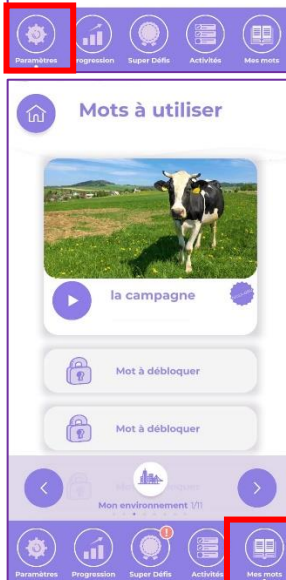 Paramètres Progression Super Défis Activités Mes mots
Mots à utiliser
la campagne
Mot à débloquer
Mot à débloquer
Mon environnement 1/11
Paramètres Progression Super Défis Activités Mes mots